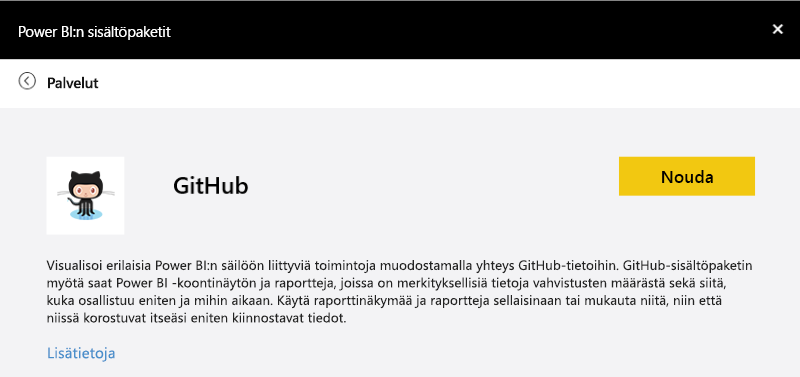 Power BI:n sisältöpaketit
Palvelut
GitHub
Nouda
Visualisoi erilaisia Power BI:n säilöön liittyviä toimintoja muodostamalla yhteys GitHub-tietoihin. GitHub-sisältöpaketin
myötä saat Power BI -koontinäytön ja raportteja, joissa on merkityksellisiä tietoja vahvistusten määrästä sekä siitä,
kuka osallistuu eniten ja mihin aikaan. Käytä raporttinäkymää ja raportteja sellaisinaan tai mukauta niitä, niin että
niissä korostuvat itseäsi eniten kiinnostavat tiedot.
Lisätietoja